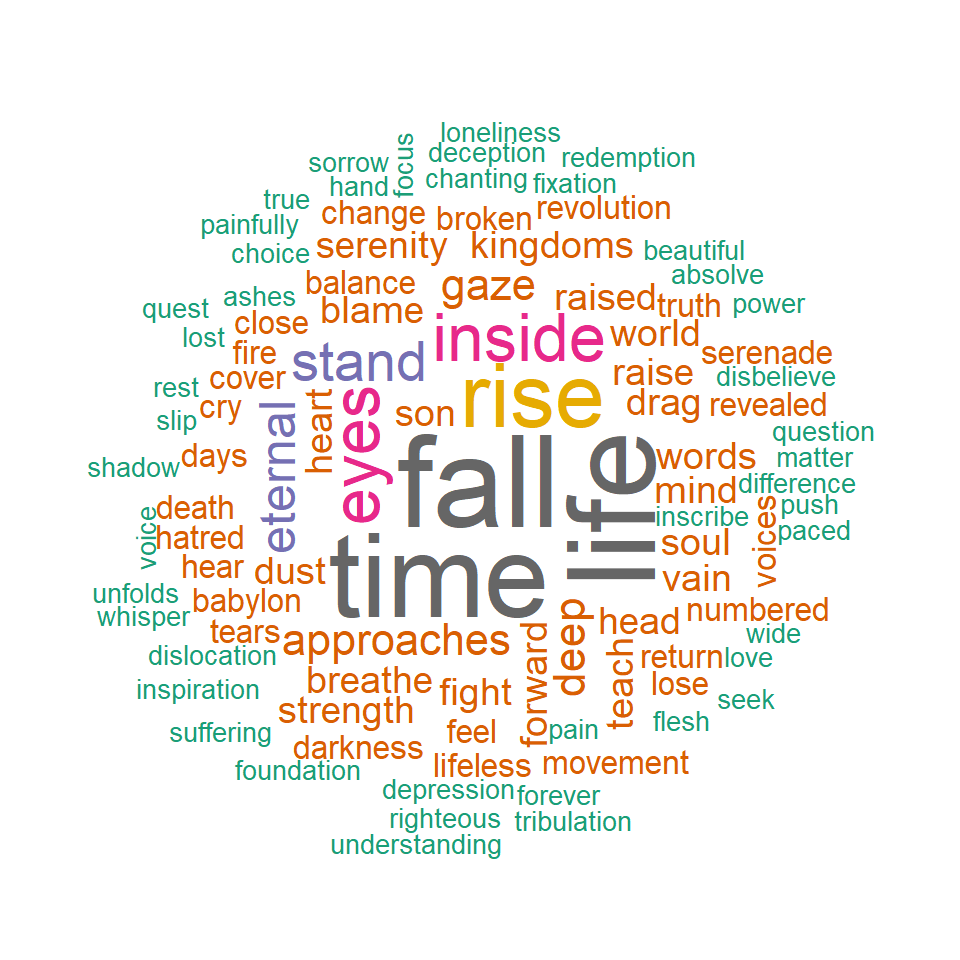 loneliness
sorrow
focus
deception
redemption
hand
chanting
fixation
true
change
broken
revolution
painfully
serenity
kingdoms
beautiful
choice
balance
gaze
raised
absolve
quest
ashes
blame
truth
power
lost
close
inside
world
fire
stand
serenade
rest
cover
eyes
rise
raise
disbelieve
slip
cry
heart
son
drag
revealed
shadow
days
eternal
fall
life
words
question
matter
voice
death
mind
difference
hatred
inscribe
push
hear
dust
time
soul
voices
paced
unfolds
babylon
vain
whisper
tears
approaches
deep
head
numbered
dislocation
breathe
fight
forward
teach
return
love
wide
inspiration
strength
lose
seek
suffering
darkness
feel
pain
flesh
foundation
lifeless
movement
depression
forever
righteous
tribulation
understanding